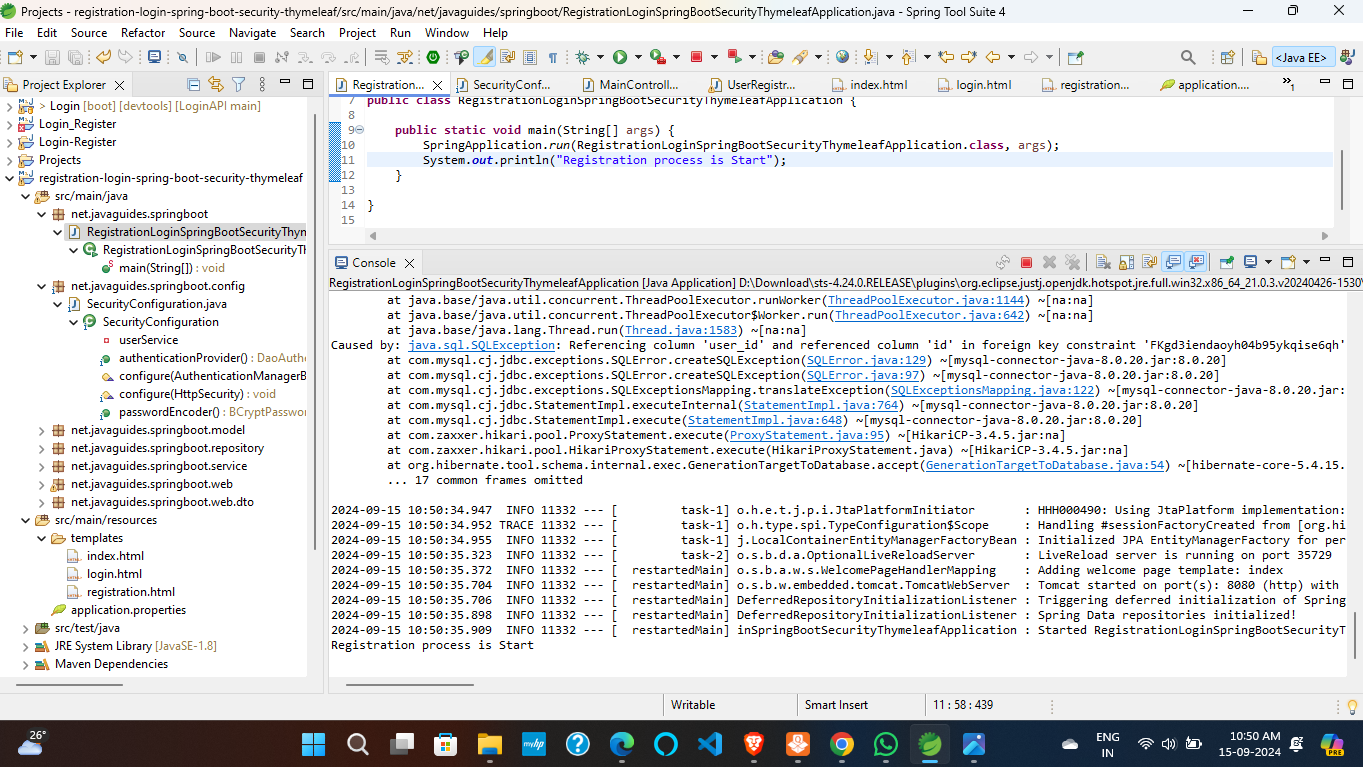 Projects - registration-login-spring-boot-security-thymeleaf/src/main/java/net/javaguides/springboot/RegistrationLoginSpringBootSecurityThymeleafApplication.java - Spring Tool Suite 4
File Edit Source Refactor Source Navigate Search Project Run Window Help
<Java EE>
Project Explorer
> Login [boot] [devtools] [LoginAPI main]
Login_Register
Login-Register
Projects
registration-login-spring-boot-security-thymeleaf
src/main/java
net.javaguides.springboot
RegistrationLoginSpringBootSecurityThyn
RegistrationLoginSpringBootSecurityTh
main(String[]) : void
net.javaguides.springboot.config
SecurityConfiguration.java
SecurityConfiguration
userService
authenticationProvider() : DaoAuthe
configure(AuthenticationManagerB
configure(HttpSecurity) : void
passwordEncoder() : BCryptPasswor
net.javaguides.springboot.model
net.javaguides.springboot.repository
net.javaguides.springboot.service
net.javaguides.springboot.web
net.javaguides.springboot.web.dto
src/main/resources
templates
index.html
login.html
registration.html
application.properties
src/test/java
JRE System Library [JavaSE-1.8]
Maven Dependencies
Registration... SecurityConf... MainControll... UserRegistr... index.html login.html registration... application.... »1
7 public class RegistrationLoginSpringBootSecurityThymeleafApplication {
8
9 public static void main(String[] args) {
10 SpringApplication.run(RegistrationLoginSpringBootSecurityThymeleafApplication.class, args);
11 System.out.println("Registration process is Start");
12 }
13
14 }
15
Console
RegistrationLoginSpringBootSecurityThymeleafApplication [Java Application] D:\Download\sts-4.24.0.RELEASE\plugins\org.eclipse.justj.openjdk.hotspot.jre.full.win32.x86_64_21.0.3.v20240426-1530\
at java.base/java.util.concurrent.ThreadPoolExecutor.runWorker(ThreadPoolExecutor.java:1144) ~[na:na]
at java.base/java.util.concurrent.ThreadPoolExecutor$Worker.run(ThreadPoolExecutor.java:642) ~[na:na]
at java.base/java.lang.Thread.run(Thread.java:1583) ~[na:na]
Caused by: java.sql.SQLException: Referencing column 'user_id' and referenced column 'id' in foreign key constraint 'FKgd3iendaoyh04b95ykqise6qh'
at com.mysql.cj.jdbc.exceptions.SQLError.createSQLException(SQLError.java:129) ~[mysql-connector-java-8.0.20.jar:8.0.20]
at com.mysql.cj.jdbc.exceptions.SQLError.createSQLException(SQLError.java:97) ~[mysql-connector-java-8.0.20.jar:8.0.20]
at com.mysql.cj.jdbc.exceptions.SQLExceptionsMapping.translateException(SQLExceptionsMapping.java:122) ~[mysql-connector-java-8.0.20.jar:
at com.mysql.cj.jdbc.StatementImpl.executeInternal(StatementImpl.java:764) ~[mysql-connector-java-8.0.20.jar:8.0.20]
at com.mysql.cj.jdbc.StatementImpl.execute(StatementImpl.java:648) ~[mysql-connector-java-8.0.20.jar:8.0.20]
at com.zaxxer.hikari.pool.ProxyStatement.execute(ProxyStatement.java:95) ~[HikariCP-3.4.5.jar:na]
at com.zaxxer.hikari.pool.HikariProxyStatement.execute(HikariProxyStatement.java) ~[HikariCP-3.4.5.jar:na]
at org.hibernate.tool.schema.internal.exec.GenerationTargetToDatabase.accept(GenerationTargetToDatabase.java:54) ~[hibernate-core-5.4.15.
... 17 common frames omitted
2024-09-15 10:50:34.947 INFO 11332 --- [ task-1] o.h.e.t.j.p.i.JtaPlatformInitiator : HHH000490: Using JtaPlatform implementation:
2024-09-15 10:50:34.952 TRACE 11332 --- [ task-1] o.h.type.spi.TypeConfiguration$Scope : Handling #sessionFactoryCreated from [org.hi
2024-09-15 10:50:34.955 INFO 11332 --- [ task-1] j.LocalContainerEntityManagerFactoryBean : Initialized JPA EntityManagerFactory for per
2024-09-15 10:50:35.323 INFO 11332 --- [ task-2] o.s.b.d.a.OptionalLiveReloadServer : LiveReload server is running on port 35729
2024-09-15 10:50:35.372 INFO 11332 --- [ restartedMain] o.s.b.a.w.s.WelcomePageHandlerMapping : Adding welcome page template: index
2024-09-15 10:50:35.704 INFO 11332 --- [ restartedMain] o.s.b.w.embedded.tomcat.TomcatWebServer : Tomcat started on port(s): 8080 (http) with
2024-09-15 10:50:35.706 INFO 11332 --- [ restartedMain] DeferredRepositoryInitializationListener : Triggering deferred initialization of Spring
2024-09-15 10:50:35.898 INFO 11332 --- [ restartedMain] DeferredRepositoryInitializationListener : Spring Data repositories initialized!
2024-09-15 10:50:35.909 INFO 11332 --- [ restartedMain] inSpringBootSecurityThymeleafApplication : Started RegistrationLoginSpringBootSecurityT
Registration process is Start
Writable Smart Insert 11 : 58 : 439
26°
myhp
ENG
IN
10:50 AM
15-09-2024
PRE